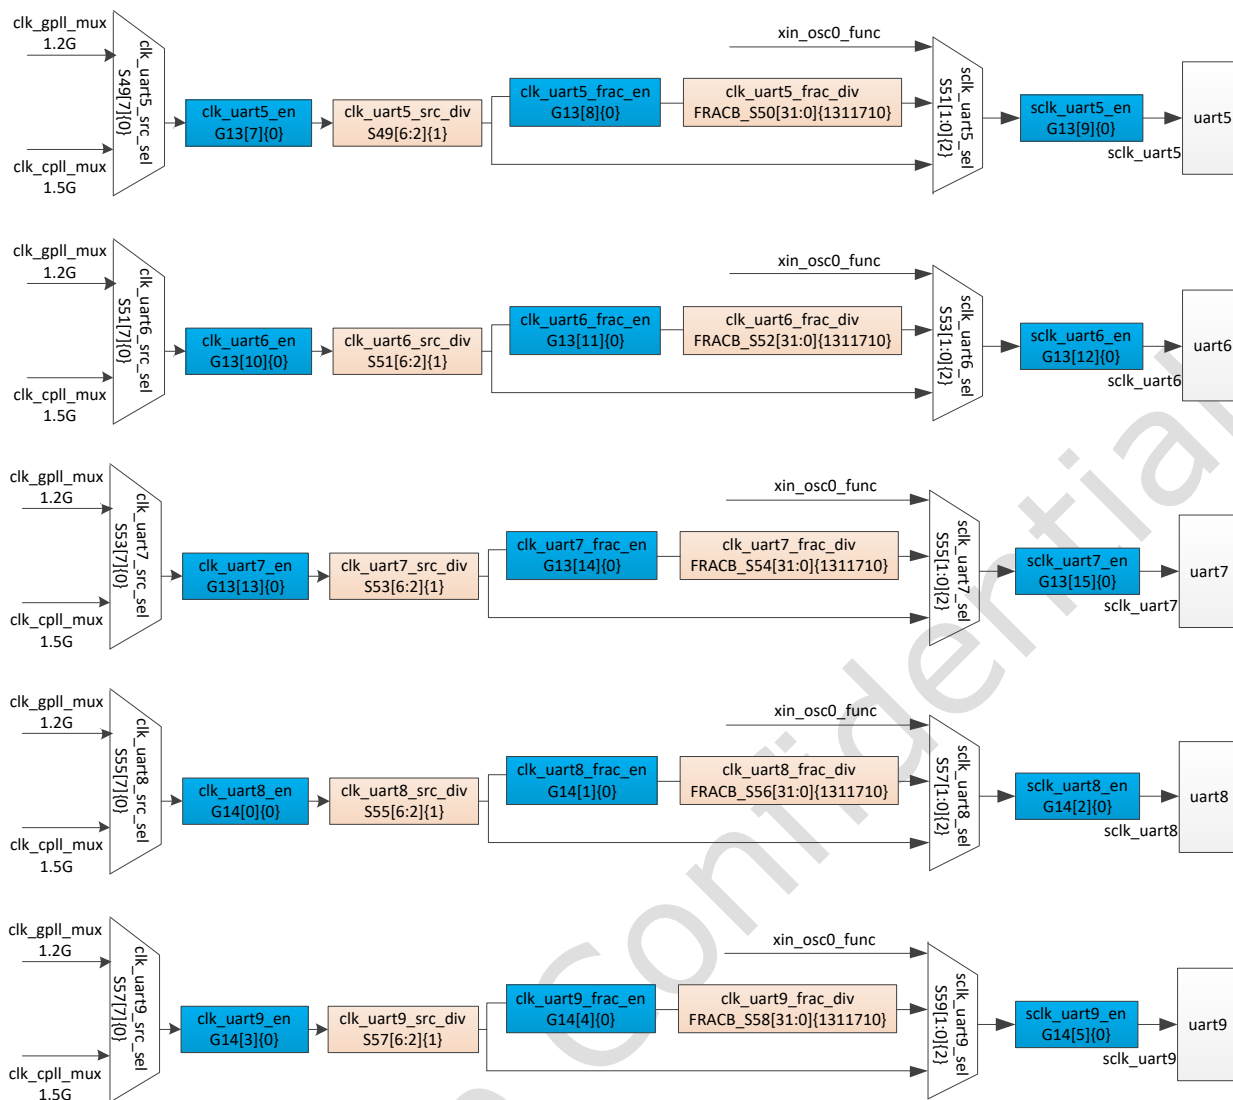 clk_gpll_mux
1.2G
clk_uart5_src_sel
S49[7]{0}
clk_cpll_mux
1.5G
clk_uart5_en
G13[7]{0}
clk_uart5_src_div
S49[6:2]{1}
clk_uart5_frac_en
G13[8]{0}
clk_uart5_frac_div
FRACB_S50[31:0]{1311710}
xin_osc0_func
sclk_uart5_sel
S51[1:0]{2}
sclk_uart5_en
G13[9]{0}
sclk_uart5
uart5
clk_gpll_mux
1.2G
clk_uart6_src_sel
S51[7]{0}
clk_cpll_mux
1.5G
clk_uart6_en
G13[10]{0}
clk_uart6_src_div
S51[6:2]{1}
clk_uart6_frac_en
G13[11]{0}
clk_uart6_frac_div
FRACB_S52[31:0]{1311710}
xin_osc0_func
sclk_uart6_sel
S53[1:0]{2}
sclk_uart6_en
G13[12]{0}
sclk_uart6
uart6
clk_gpll_mux
1.2G
clk_uart7_src_sel
S53[7]{0}
clk_cpll_mux
1.5G
clk_uart7_en
G13[13]{0}
clk_uart7_src_div
S53[6:2]{1}
clk_uart7_frac_en
G13[14]{0}
clk_uart7_frac_div
FRACB_S54[31:0]{1311710}
xin_osc0_func
sclk_uart7_sel
S55[1:0]{2}
sclk_uart7_en
G13[15]{0}
sclk_uart7
uart7
clk_gpll_mux
1.2G
clk_uart8_src_sel
S55[7]{0}
clk_cpll_mux
1.5G
clk_uart8_en
G14[0]{0}
clk_uart8_src_div
S55[6:2]{1}
clk_uart8_frac_en
G14[1]{0}
clk_uart8_frac_div
FRACB_S56[31:0]{1311710}
xin_osc0_func
sclk_uart8_sel
S57[1:0]{2}
sclk_uart8_en
G14[2]{0}
sclk_uart8
uart8
clk_gpll_mux
1.2G
clk_uart9_src_sel
S57[7]{0}
clk_cpll_mux
1.5G
clk_uart9_en
G14[3]{0}
clk_uart9_src_div
S57[6:2]{1}
clk_uart9_frac_en
G14[4]{0}
clk_uart9_frac_div
FRACB_S58[31:0]{1311710}
xin_osc0_func
sclk_uart9_sel
S59[1:0]{2}
sclk_uart9_en
G14[5]{0}
sclk_uart9
uart9
Confidential